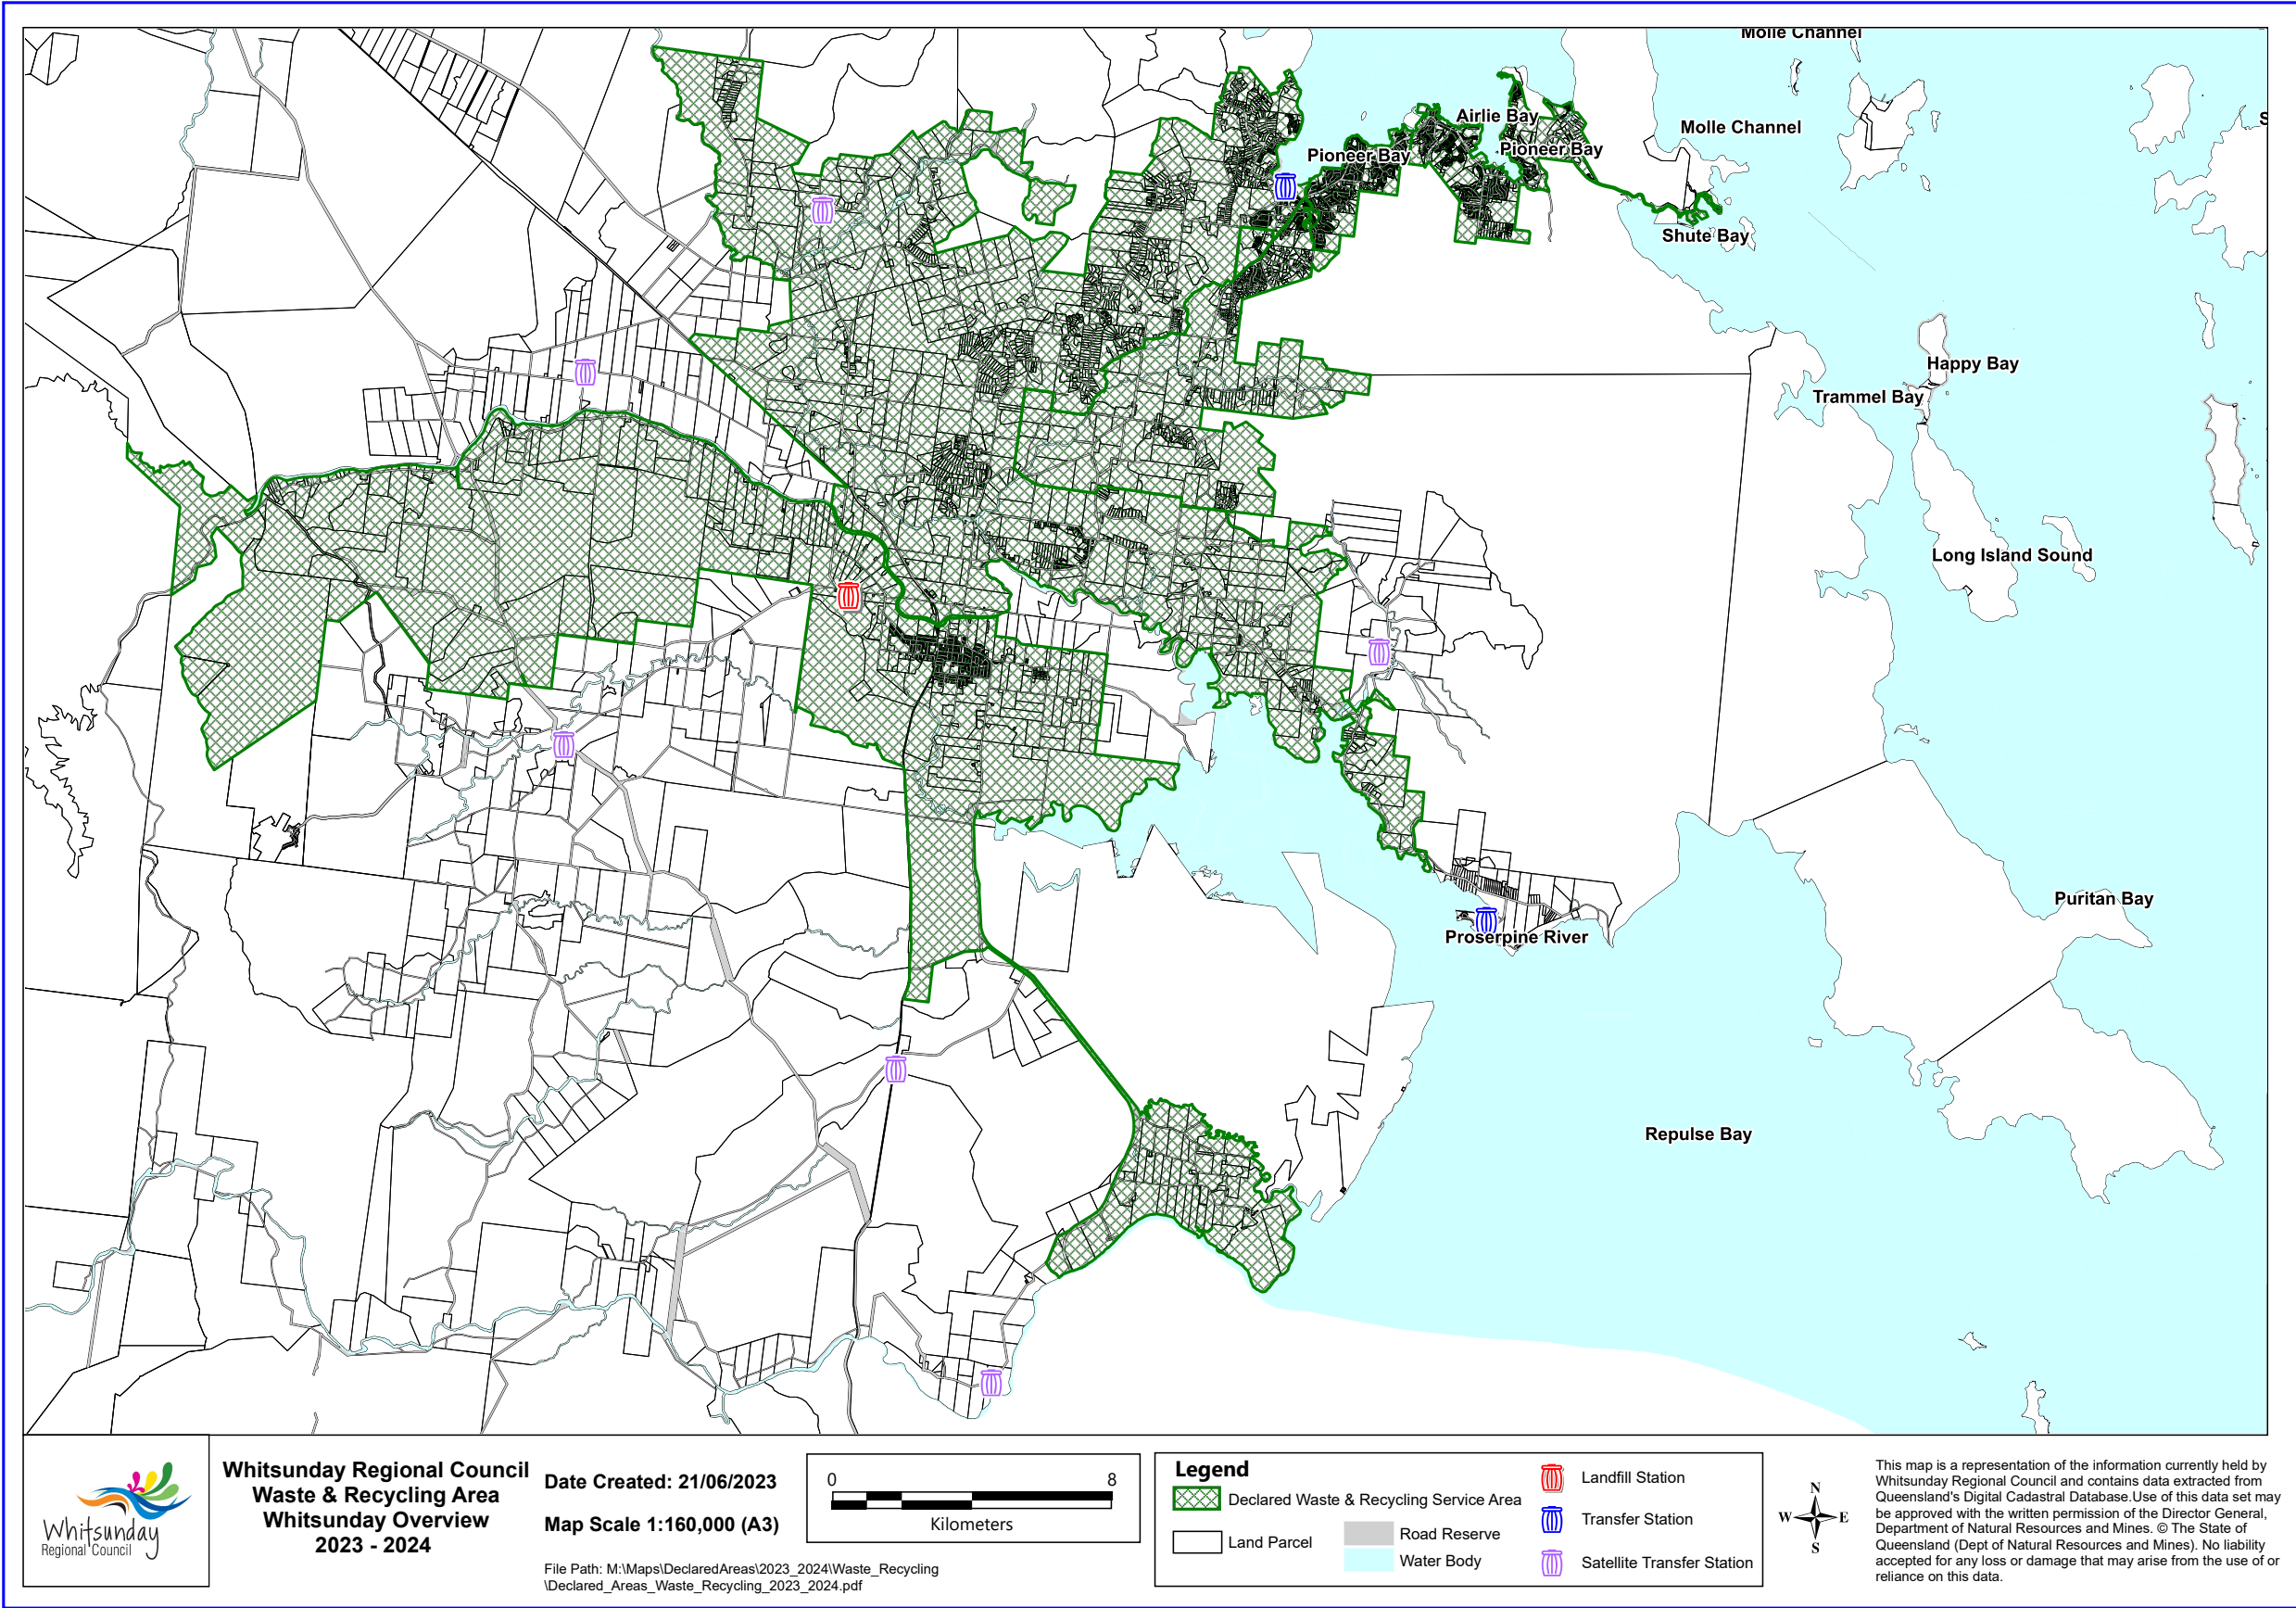 Molle Channel
Airlie Bay
Molle Channel
Pioneer Bay
Pioneer Bay
Shute Bay
Happy Bay
Trammel Bay
Long Island Sound
Puritan Bay
Proserpine River
Repulse Bay
Whitsunday
Regional Council
Whitsunday Regional Council
Waste & Recycling Area
Whitsunday Overview
2023 - 2024
Date Created: 21/06/2023
Map Scale 1:160,000 (A3)
File Path: M:\Maps\DeclaredAreas\2023_2024\Waste_Recycling
\Declared_Areas_Waste_Recycling_2023_2024.pdf
0 8
Kilometers
Legend
Declared Waste & Recycling Service Area
Land Parcel
Road Reserve
Water Body
Landfill Station
Transfer Station
Satellite Transfer Station
N
W E
S
This map is a representation of the information currently held by
Whitsunday Regional Council and contains data extracted from
Queensland's Digital Cadastral Database.Use of this data set may
be approved with the written permission of the Director General,
Department of Natural Resources and Mines. © The State of
Queensland (Dept of Natural Resources and Mines). No liability
accepted for any loss or damage that may arise from the use of or
reliance on this data.